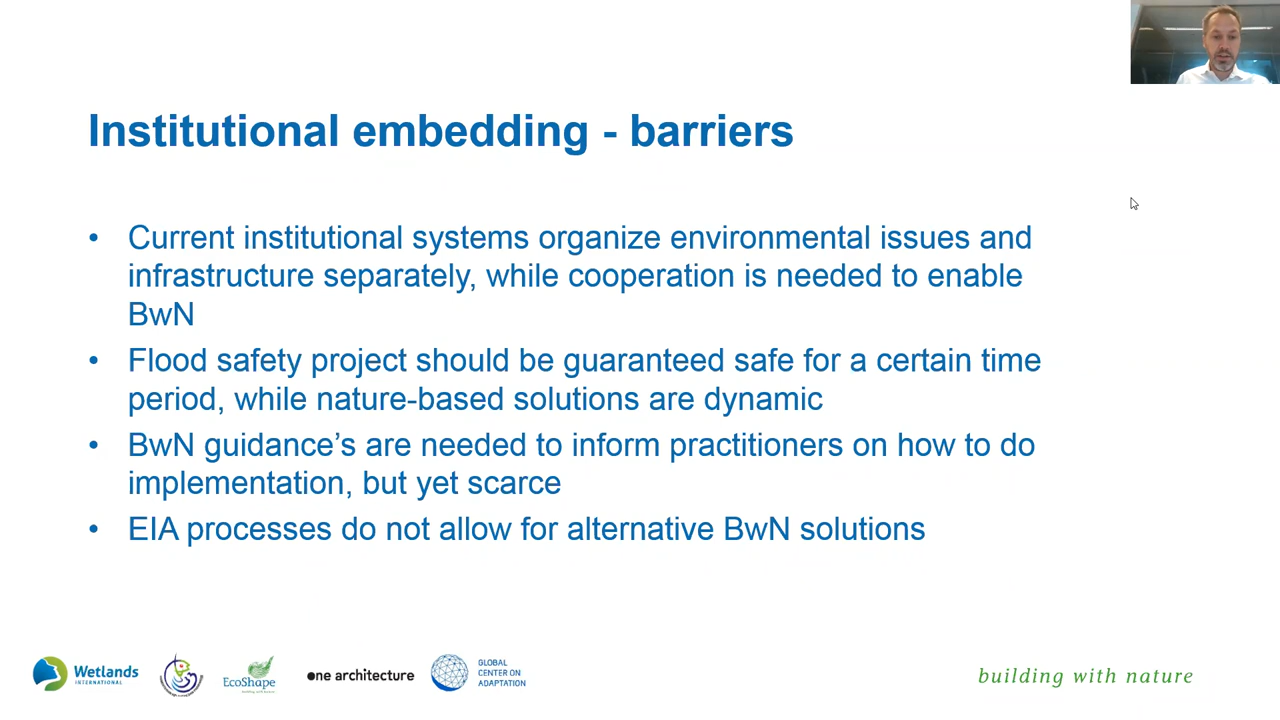 Institutional embedding - barriers
• Current institutional systems organize environmental issues and
infrastructure separately, while cooperation is needed to enable
BwN
• Flood safety project should be guaranteed safe for a certain time
period, while nature-based solutions are dynamic
• BwN guidance’s are needed to inform practitioners on how to do
implementation, but yet scarce
• EIA processes do not allow for alternative BwN solutions
Wetlands
INTERNATIONAL
EcoShape
one architecture
GLOBAL
CENTER ON
ADAPTATION
building with nature